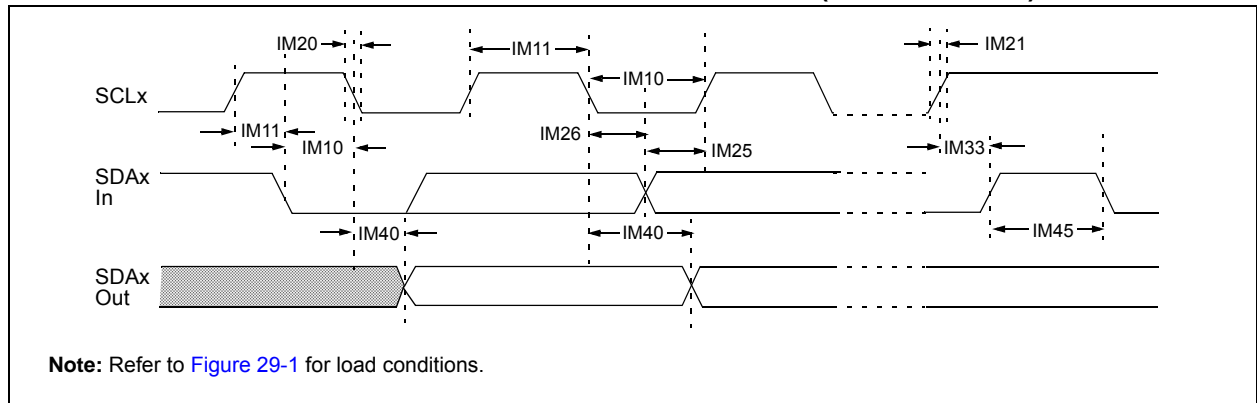 IM20
IM11
IM21
IM10
SCLx
IM11
IM26
IM10
IM33
IM25
SDAx
In
IM40
IM40
IM45
SDAx
Out
Note: Refer to Figure 29-1 for load conditions.